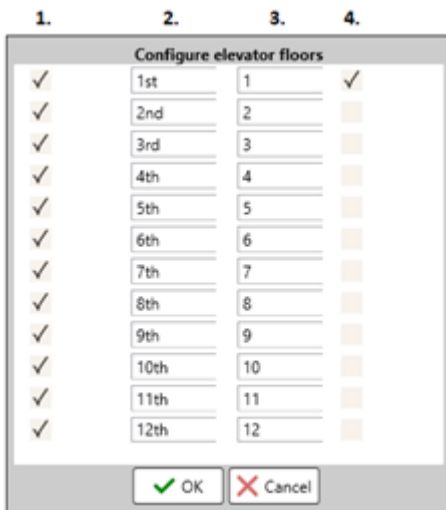 1. 2. 3. 4.
Configure elevator floors
1st 1
2nd 2
3rd 3
4th 4
5th 5
6th 6
7th 7
8th 8
9th 9
10th 10
11th 11
12th 12
OK Cancel